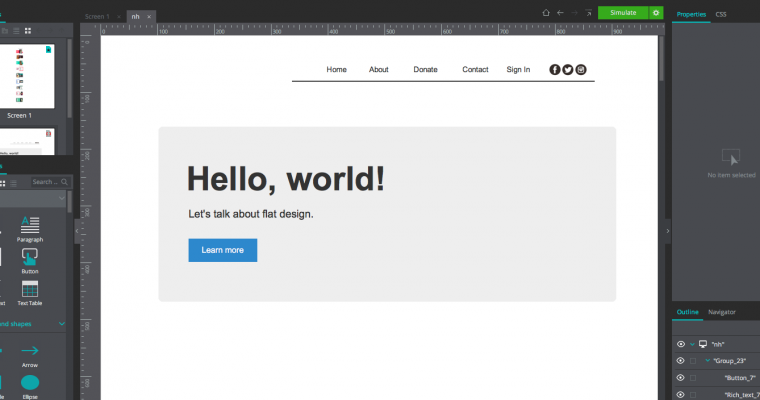 Screen 1
nh
Simulate
Properties
CSS
0
100
200
300
400
500
600
700
800
900
Home
About
Donate
Contact
Sign In
Screen 1
Hello, world!
Let's talk about flat design.
Learn more
Search ..
Paragraph
Button
Text Table
nd shapes
Arrow
Ellipse
No item selected
Outline
Navigator
"nh"
"Group_23"
"Button_7"
"Rich_text_7